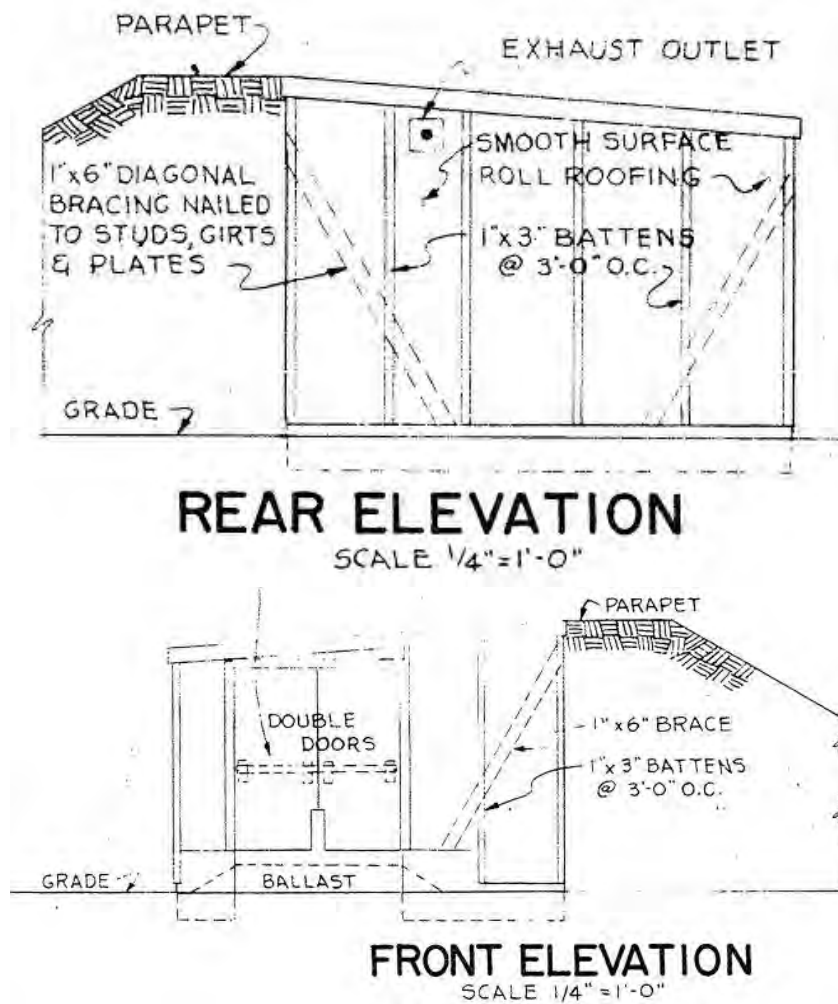 PARAPET
EXHAUST OUTLET
SMOOTH SURFACE
ROLL ROOFING
1"x6" DIAGONAL
BRACING NAILED
TO STUDS, GIRTS
& PLATES
1"x3" BATTENS
@ 3'-0" O.C.
GRADE
REAR ELEVATION
SCALE 1/4"=1'-0"
PARAPET
DOUBLE
DOORS
1"x6" BRACE
1"x3" BATTENS
@ 3'-0" O.C.
GRADE
BALLAST
FRONT ELEVATION
SCALE 1/4"=1'-0"